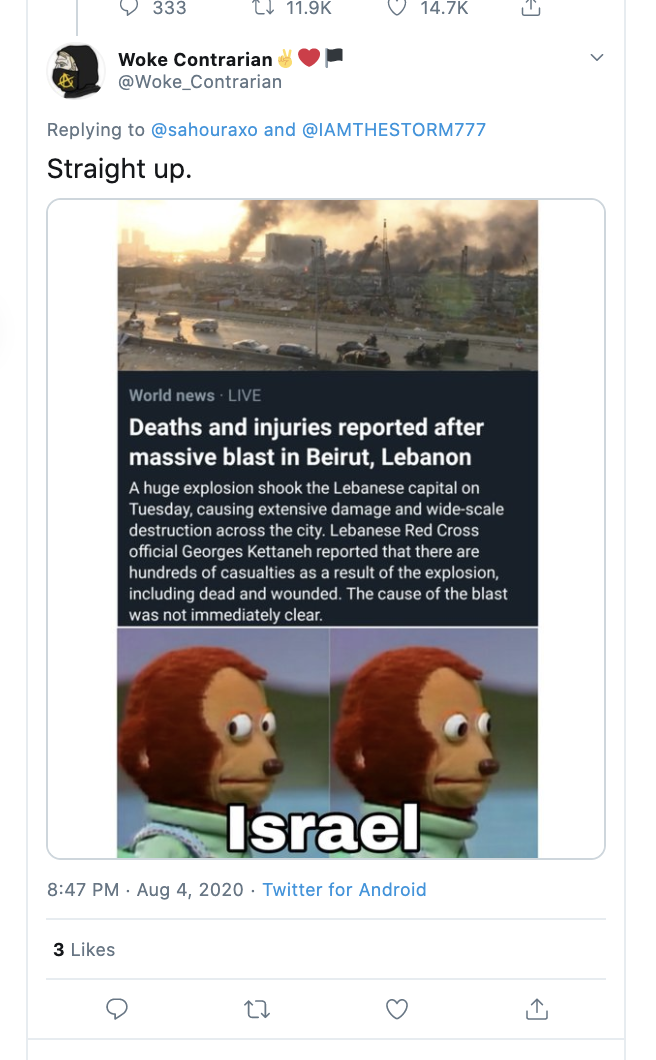 333 11.9K 14.7K
Woke Contrarian✌❤🏴
@Woke_Contrarian
Replying to @sahouraxo and @IAMTHESTORM777
Straight up.
World news · LIVE
Deaths and injuries reported after
massive blast in Beirut, Lebanon
A huge explosion shook the Lebanese capital on
Tuesday, causing extensive damage and wide-scale
destruction across the city. Lebanese Red Cross
official Georges Kettaneh reported that there are
hundreds of casualties as a result of the explosion,
including dead and wounded. The cause of the blast
was not immediately clear.
Israel
8:47 PM · Aug 4, 2020 · Twitter for Android
3 Likes